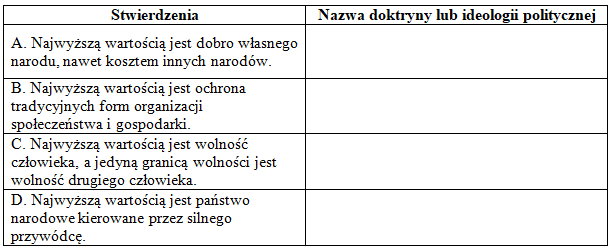 Stwierdzenia Nazwa doktryny lub ideologii politycznej
A. Najwyższą wartością jest dobro własnego
narodu, nawet kosztem innych narodów.
B. Najwyższą wartością jest ochrona
tradycyjnych form organizacji
społeczeństwa i gospodarki.
C. Najwyższą wartością jest wolność
człowieka, a jedyną granicą wolności jest
wolność drugiego człowieka.
D. Najwyższą wartością jest państwo
narodowe kierowane przez silnego
przywódcę.